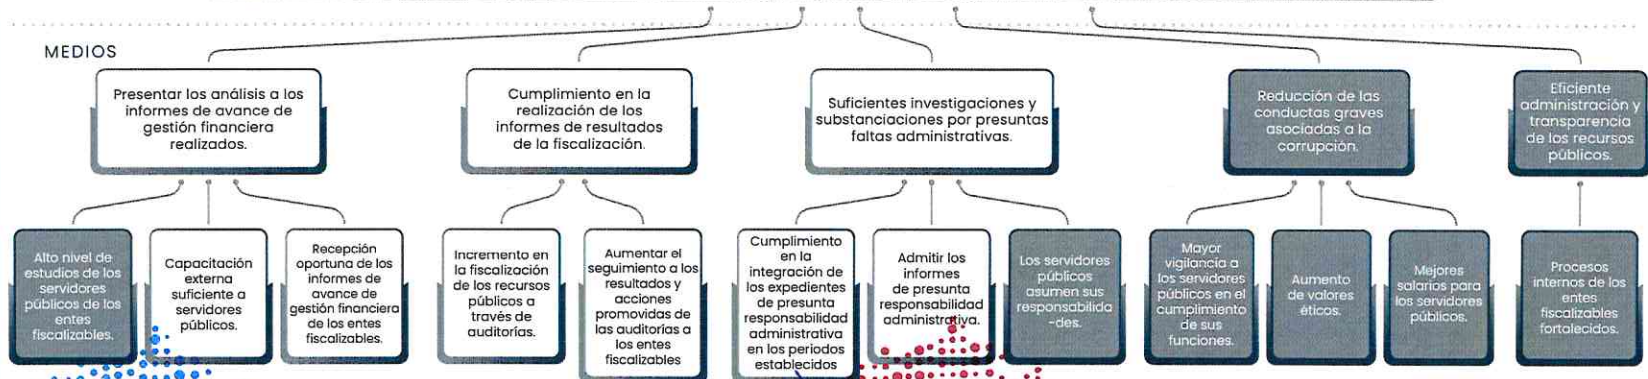 MEDIOS
Presentar los análisis a los
informes de avance de
gestión financiera
realizados.
Cumplimiento en la
realización de los
informes de resultados
de la fiscalización.
Suficientes investigaciones y
substanciaciones por presuntas
faltas administrativas.
Reducción de las
conductas graves
asociadas a la
corrupción.
Eficiente
administración y
transparencia
de los recursos
públicos.
Alto nivel de
estudios de los
servidores
públicos de los
entes
fiscalizables.
Capacitación
externa
suficiente a
servidores
públicos.
Recepción
oportuna de los
informes de
avance de
gestión financiera
de los entes
fiscalizables.
Incremento en
la fiscalización
de los recursos
públicos a
través de
auditorías.
Aumentar el
seguimiento a los
resultados y
acciones
promovidas de
las auditorías a
los entes
fiscalizables
Cumplimiento
en la
integración de
los expedientes
de presunta
responsabilidad
administrativa
en los periodos
establecidos
Admitir los
informes
de presunta
responsabilidad
administrativa.
Los servidores
públicos
asumen sus
responsabilida
-des.
Mayor
vigilancia a
los servidores
públicos en el
cumplimiento
de sus
funciones.
Aumento
de valores
éticos.
Mejores
salarios para
los servidores
públicos.
Procesos
internos de los
entes
fiscalizables
fortalecidos.